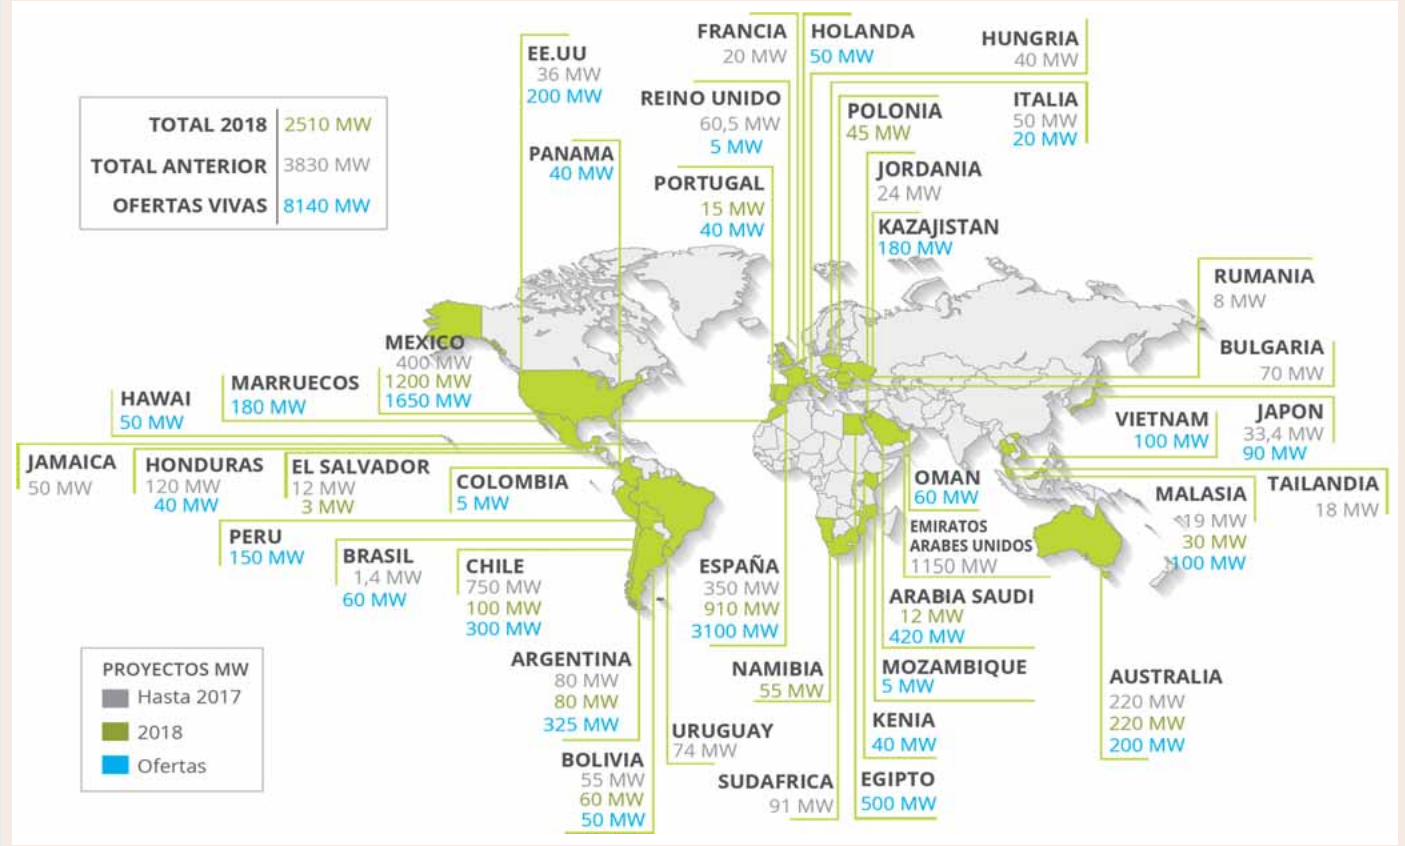 TOTAL 2018 2510 MW
TOTAL ANTERIOR 3830 MW
OFERTAS VIVAS 8140 MW
EE.UU
36 MW
200 MW
PANAMA
40 MW
FRANCIA
20 MW
HOLANDA
50 MW
HUNGRIA
40 MW
REINO UNIDO
60,5 MW
5 MW
POLONIA
45 MW
ITALIA
50 MW
20 MW
PORTUGAL
15 MW
40 MW
JORDANIA
24 MW
KAZAJISTAN
180 MW
RUMANIA
8 MW
BULGARIA
70 MW
MEXICO
400 MW
1200 MW
1650 MW
MARRUECOS
180 MW
HAWAI
50 MW
VIETNAM
100 MW
JAPON
33,4 MW
90 MW
JAMAICA
50 MW
HONDURAS
120 MW
40 MW
EL SALVADOR
12 MW
3 MW
COLOMBIA
5 MW
OMAN
60 MW
MALASIA
19 MW
30 MW
100 MW
TAILANDIA
18 MW
PERU
150 MW
BRASIL
1,4 MW
60 MW
CHILE
750 MW
100 MW
300 MW
ESPAÑA
350 MW
910 MW
3100 MW
EMIRATOS
ARABES UNIDOS
1150 MW
ARABIA SAUDI
12 MW
420 MW
ARGENTINA
80 MW
80 MW
325 MW
NAMIBIA
55 MW
MOZAMBIQUE
5 MW
AUSTRALIA
220 MW
220 MW
200 MW
URUGUAY
74 MW
KENIA
40 MW
BOLIVIA
55 MW
60 MW
50 MW
SUDAFRICA
91 MW
EGIPTO
500 MW
PROYECTOS MW
Hasta 2017
2018
Ofertas